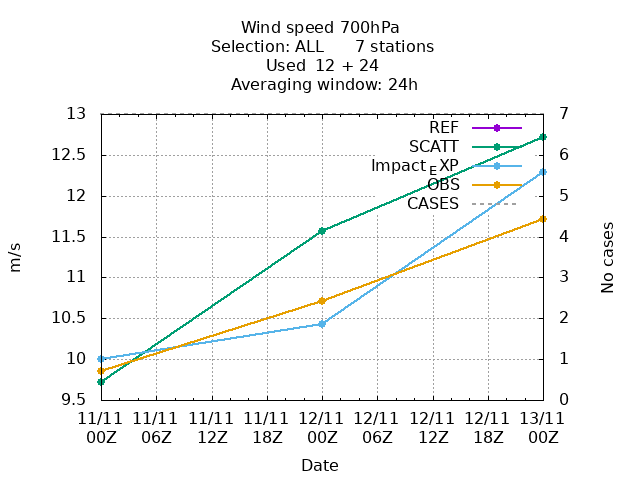 Wind speed 700hPa
Selection: ALL 7 stations
Used 12 + 24
Averaging window: 24h
13 7
REF
SCATT
12.5 6
Impact_EXP
OBS
12 5
CASES
11.5 4
m/s
No cases
11 3
10.5 2
10 1
9.5 0
11/11 11/11 11/11 11/11 12/11 12/11 12/11 12/11 13/11
00Z 06Z 12Z 18Z 00Z 06Z 12Z 18Z 00Z
Date